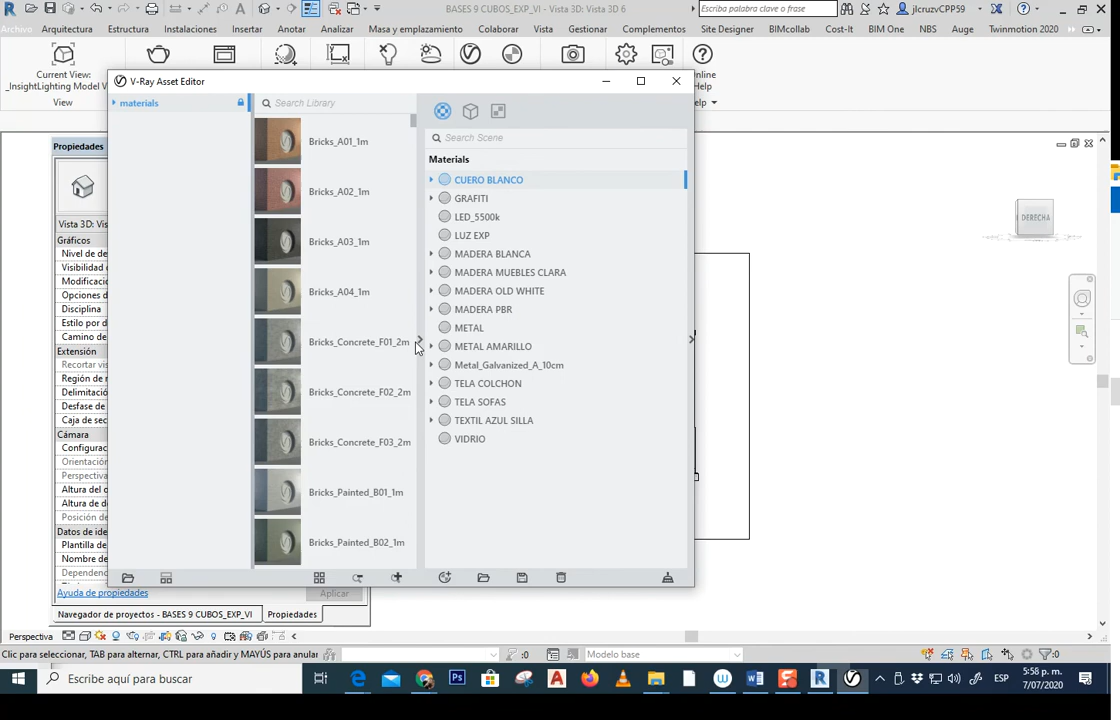 BASES 9 CUBOS_EXP_VI - Vista 3D: Vista 3D 6
Escriba palabra clave o frase
jlcruzvCPP59
Archivo Arquitectura Estructura Instalaciones Insertar Anotar Analizar Masa y emplazamiento Colaborar Vista Gestionar Complementos Site Designer BIMcollab Cost-It BIM One NBS Auge Twinmotion 2020
Current View:
_InsightLighting Model V
View
Online
Help
V-Ray Asset Editor
materials
Search Library
Bricks_A01_1m
Bricks_A02_1m
Bricks_A03_1m
Bricks_A04_1m
Bricks_Concrete_F01_2m
Bricks_Concrete_F02_2m
Bricks_Concrete_F03_2m
Bricks_Painted_B01_1m
Bricks_Painted_B02_1m
Search Scene
Materials
CUERO BLANCO
GRAFITI
LED_5500k
LUZ EXP
MADERA BLANCA
MADERA MUEBLES CLARA
MADERA OLD WHITE
MADERA PBR
METAL
METAL AMARILLO
Metal_Galvanized_A_10cm
TELA COLCHON
TELA SOFAS
TEXTIL AZUL SILLA
VIDRIO
Propiedades
Vista 3D: Vis
Gráficos
Nivel de de
Visibilidad
Modificaci
Opciones d
Disciplina
Estilo por d
Camino de
Extensión
Recortar vi
Región de r
Delimitació
Desfase de
Caja de sec
Cámara
Configurac
Orientació
Perspectiva
Altura del o
Altura de d
Posición de
Datos de ide
Plantilla de
Nombre de
Dependenc
Ayuda de propiedades
Aplicar
Navegador de proyectos - BASES 9 CUBOS_EXP_VI
Propiedades
DERECHA
Perspectiva
Clic para seleccionar, TAB para alternar, CTRL para añadir y MAYÚS para anular
:0
Modelo base
:0
Escribe aquí para buscar
ESP
5:58 p. m.
7/07/2020